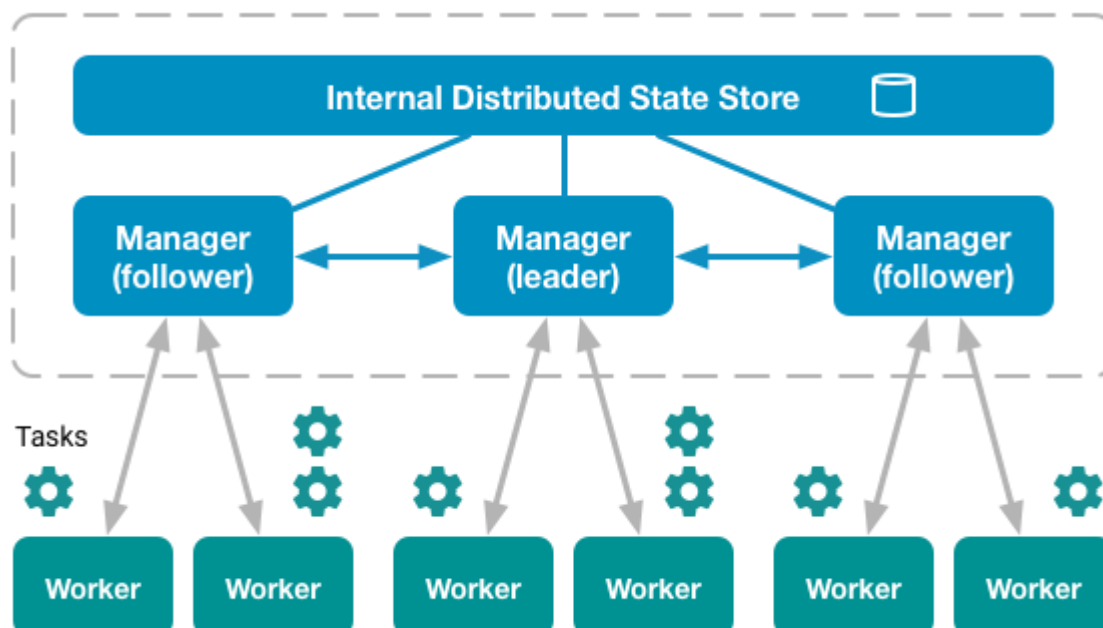 Internal Distributed State Store
Manager
(follower)
Manager
(leader)
Manager
(follower)
Tasks
Worker
Worker
Worker
Worker
Worker
Worker